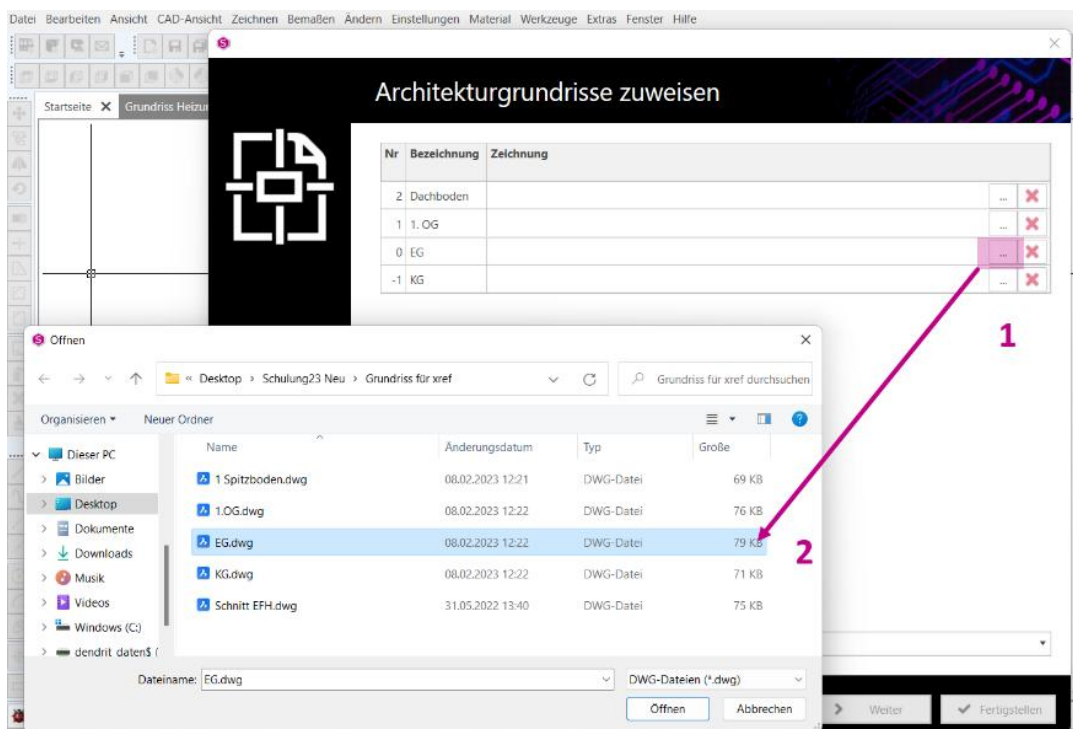 Datei Bearbeiten Ansicht CAD-Ansicht Zeichnen Bemaßen Ändern Einstellungen Material Werkzeuge Extras Fenster Hilfe
S
Startseite Grundriss Heizu
Architekturgrundrisse zuweisen
Nr Bezeichnung Zeichnung
2 Dachboden ...
1 1. OG ...
0 EG ...
-1 KG ...
1
S Öffnen
« Desktop › Schulung23 Neu › Grundriss für xref Grundriss für xref durchsuchen
Organisieren Neuer Ordner
Name Änderungsdatum Typ Größe
Dieser PC
Bilder
Desktop
Dokumente
Downloads
Musik
Videos
Windows (C:)
dendrit daten$ (
1 Spitzboden.dwg 08.02.2023 12:21 DWG-Datei 69 KB
1.OG.dwg 08.02.2023 12:22 DWG-Datei 76 KB
EG.dwg 08.02.2023 12:22 DWG-Datei 79 KB
KG.dwg 08.02.2023 12:22 DWG-Datei 71 KB
Schnitt EFH.dwg 31.05.2022 13:40 DWG-Datei 75 KB
2
Dateiname: EG.dwg DWG-Dateien (*.dwg)
Öffnen Abbrechen
Weiter Fertigstellen